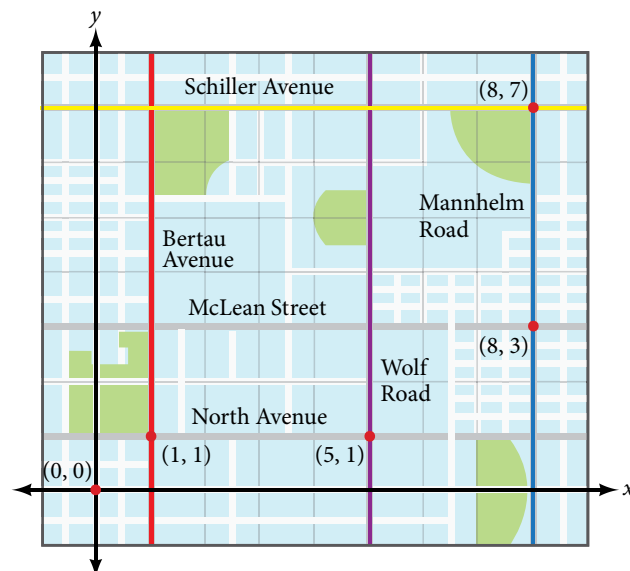 y
Schiller Avenue
(8, 7)
Mannhelm
Road
Bertau
Avenue
McLean Street
(8, 3)
Wolf
Road
North Avenue
(1, 1)
(5, 1)
(0, 0)
x